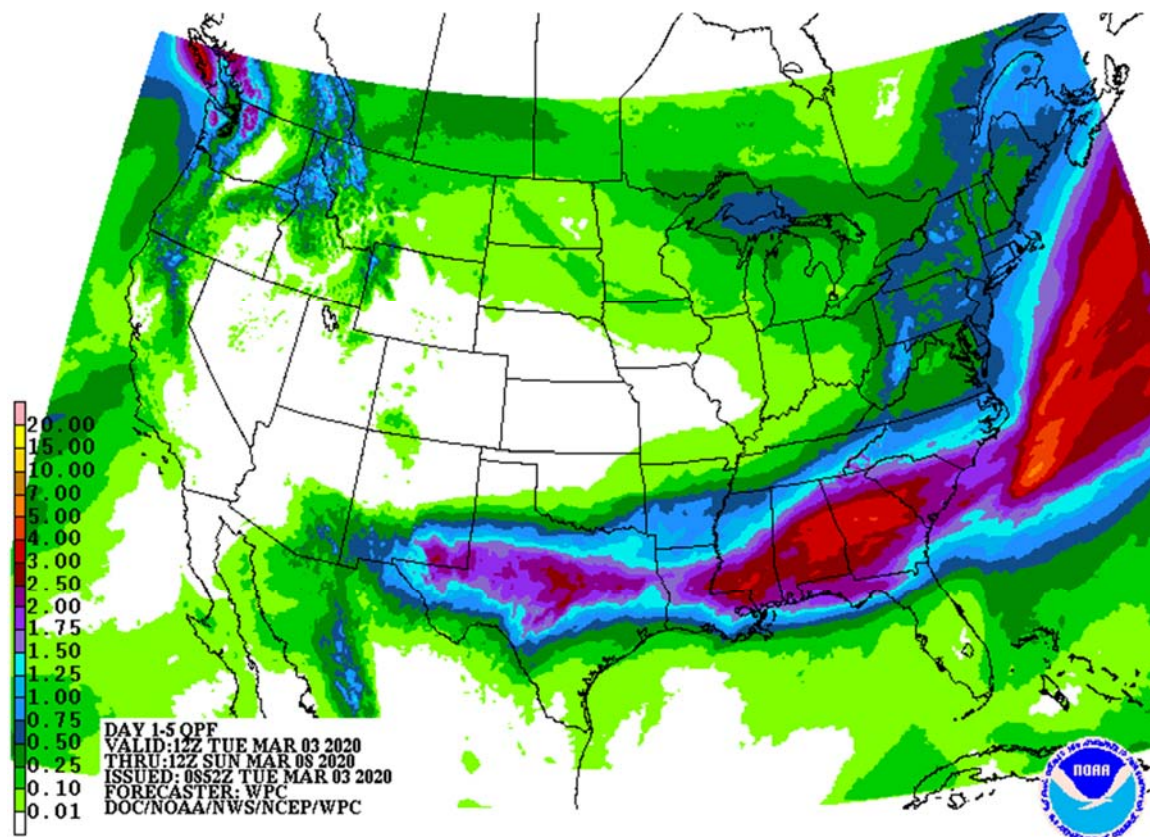 20.00
15.00
10.00
7.00
5.00
4.00
3.00
2.50
2.00
1.75
1.50
1.25
1.00
0.75
0.50
0.25
0.10
0.01
DAY 1-5 QPF
VALID:12Z TUE MAR 03 2020
THRU:12Z SUN MAR 08 2020
ISSUED: 0852Z TUE MAR 03 2020
FORECASTER: WPC
DOC/NOAA/NWS/NCEP/WPC
NOAA